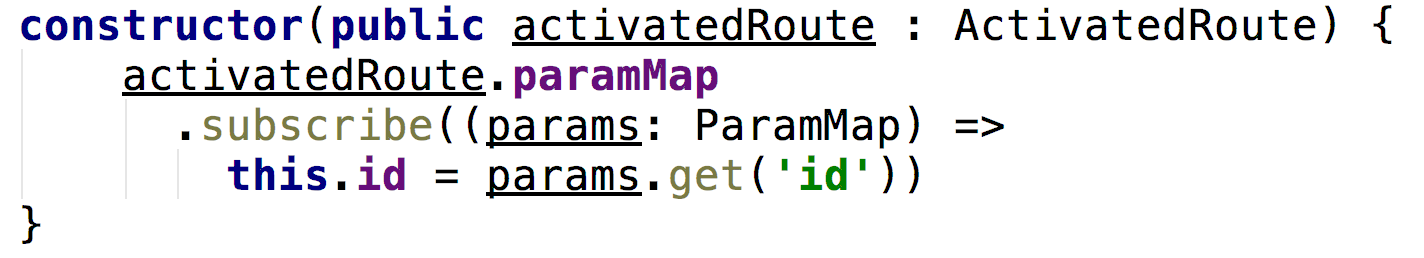 constructor(public activatedRoute : ActivatedRoute) {
activatedRoute.paramMap
.subscribe((params: ParamMap) =>
this.id = params.get('id'))
}